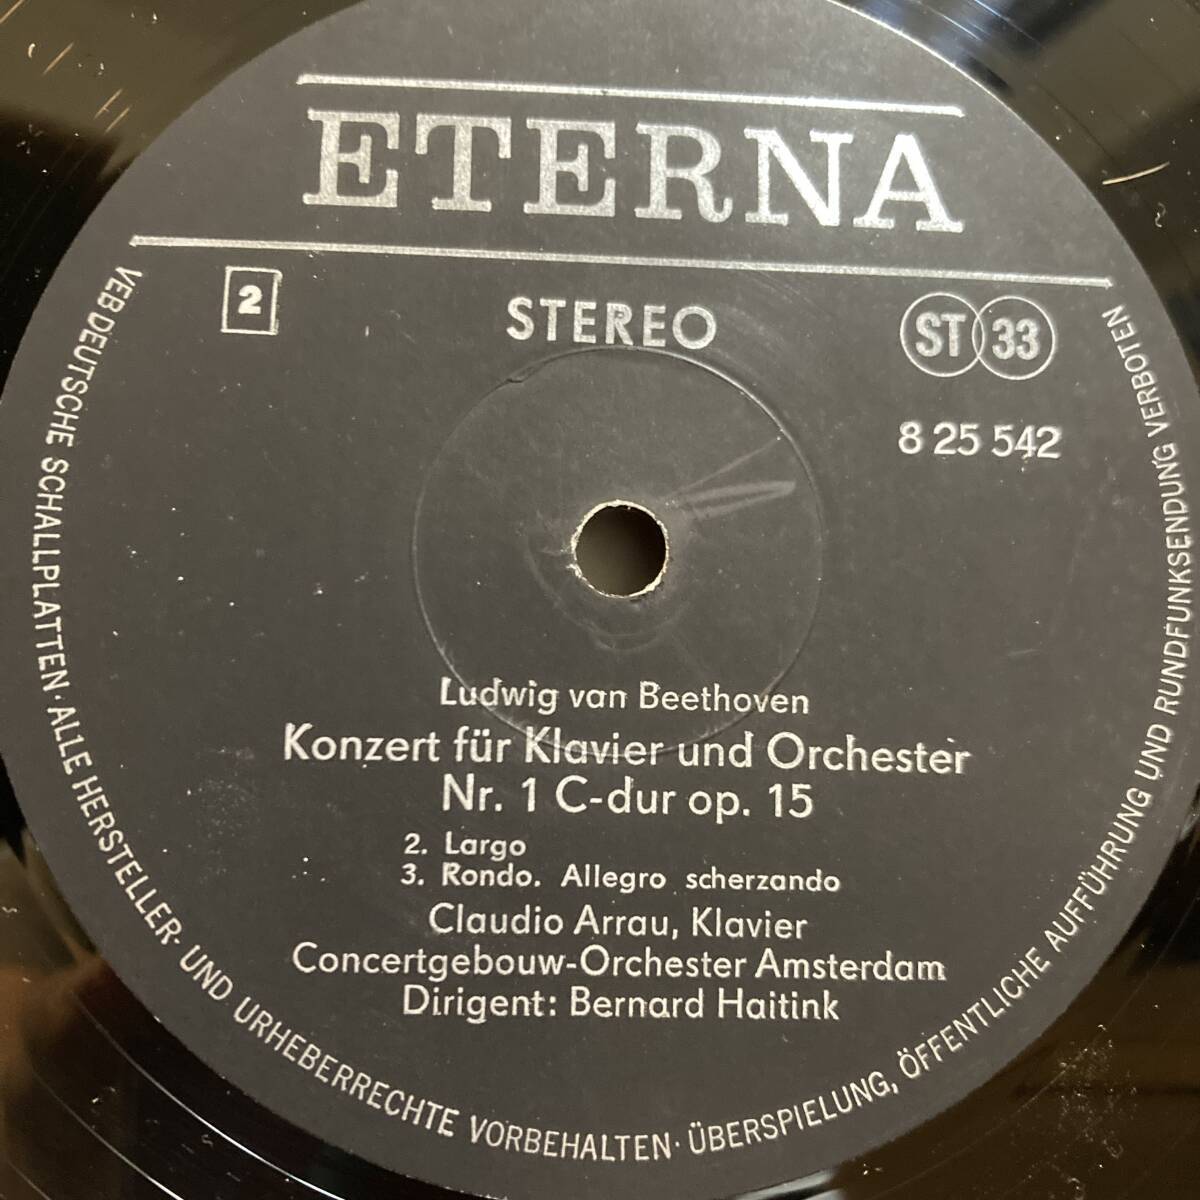 ETERNA
2
STEREO
ST 33
8 25 542
Ludwig van Beethoven
Konzert für Klavier und Orchester
Nr. 1 C-dur op. 15
2. Largo
3. Rondo. Allegro scherzando
Claudio Arrau, Klavier
Concertgebouw-Orchester Amsterdam
Dirigent: Bernard Haitink
VEB DEUTSCHE SCHALLPLATTEN · ALLE HERSTELLER- UND URHEBERRECHTE VORBEHALTEN · ÜBERSPIELUNG, ÖFFENTLICHE AUFFÜHRUNG UND RUNDFUNKSENDUNG VERBOTEN